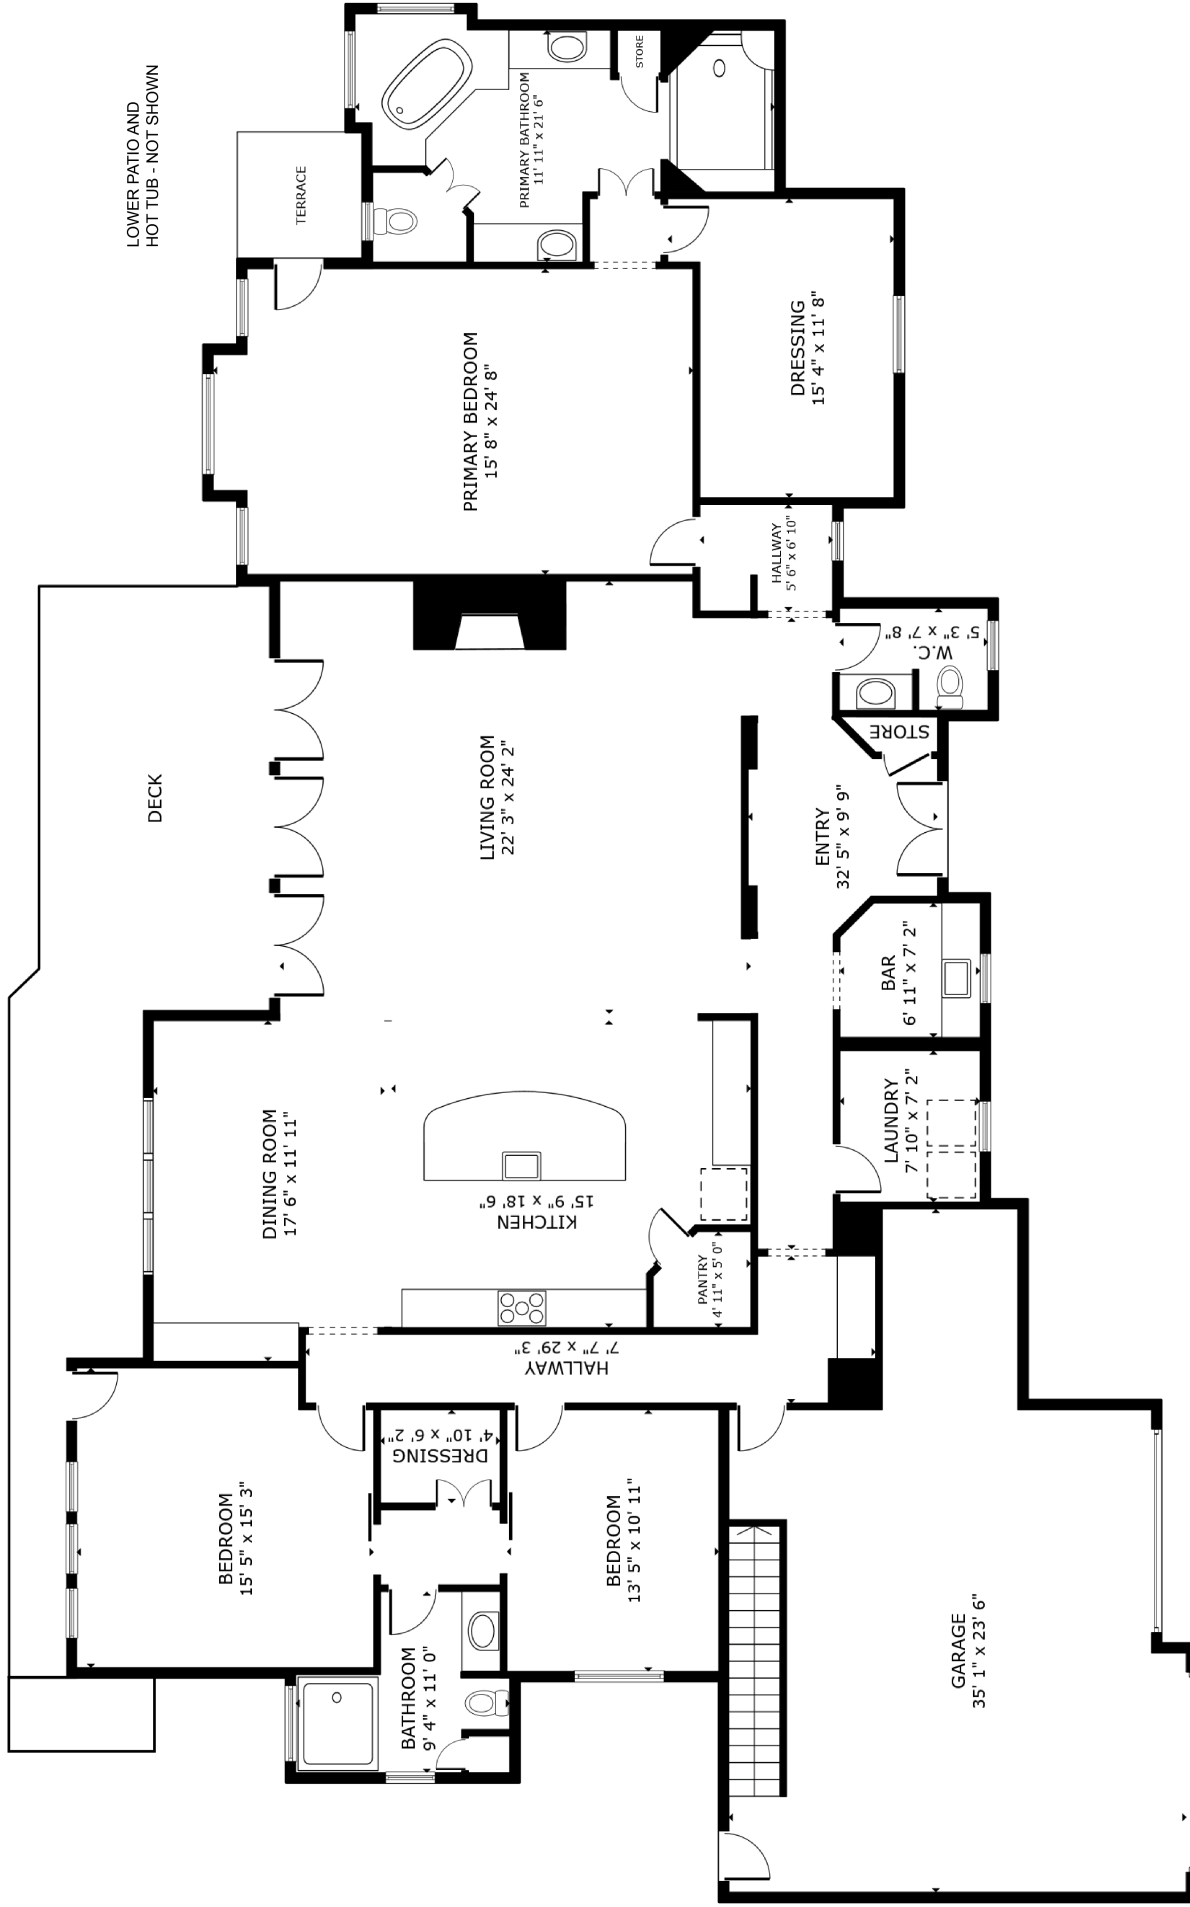 LOWER PATIO AND
HOT TUB - NOT SHOWN
STORE
PRIMARY BATHROOM
11' 11" x 21' 6"
TERRACE
DRESSING
15' 4" x 11' 8"
PRIMARY BEDROOM
15' 8" x 24' 8"
HALLWAY
5' 6" x 6' 10"
W.C.
5' 3" x 7' 8"
STORE
DECK
LIVING ROOM
22' 3" x 24' 2"
ENTRY
32' 5" x 9' 9"
BAR
6' 11" x 7' 2"
LAUNDRY
7' 10" x 7' 2"
DINING ROOM
17' 6" x 11' 11"
KITCHEN
15' 9" x 18' 6"
PANTRY
4' 11" x 5' 0"
HALLWAY
7' 7" x 29' 3"
DRESSING
4' 10" x 6' 2"
BEDROOM
15' 5" x 15' 3"
BEDROOM
13' 5" x 10' 11"
BATHROOM
9' 4" x 11' 0"
GARAGE
35' 1" x 23' 6"